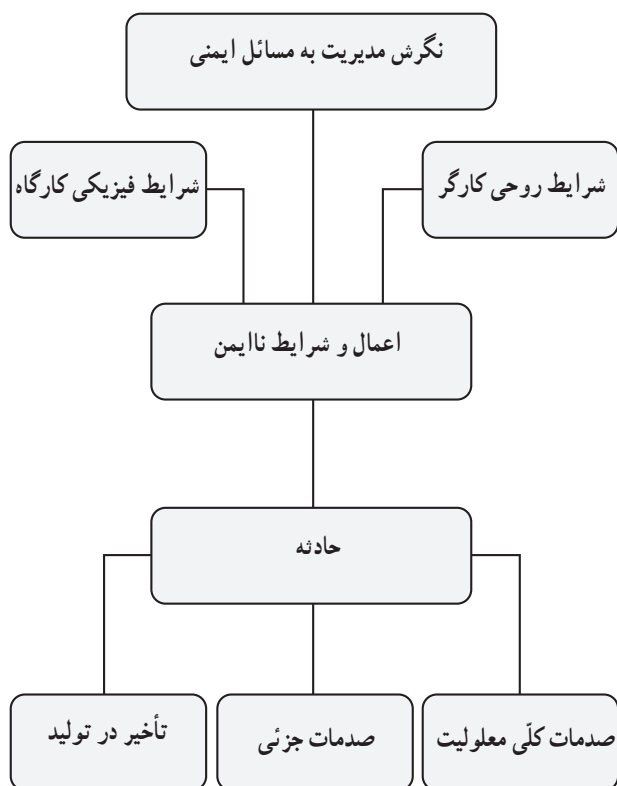 نگرش مدیریت به مسائل ایمنی
شرایط روحی کارگر
شرایط فیزیکی کارگاه
اعمال و شرایط ناایمن
حادثه
صدمات کلّی معلولیت
صدمات جزئی
تأخیر در تولید